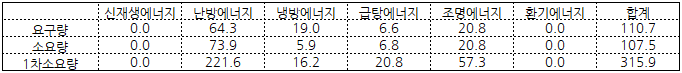 신재생에너지 난방에너지 냉방에너지 급탕에너지 조명에너지 환기에너지 합계
요구량 0.0 64.3 19.0 6.6 20.8 0.0 110.7
소요량 0.0 73.9 5.9 6.8 20.8 0.0 107.5
1차소요량 0.0 221.6 16.2 20.8 57.3 0.0 315.9